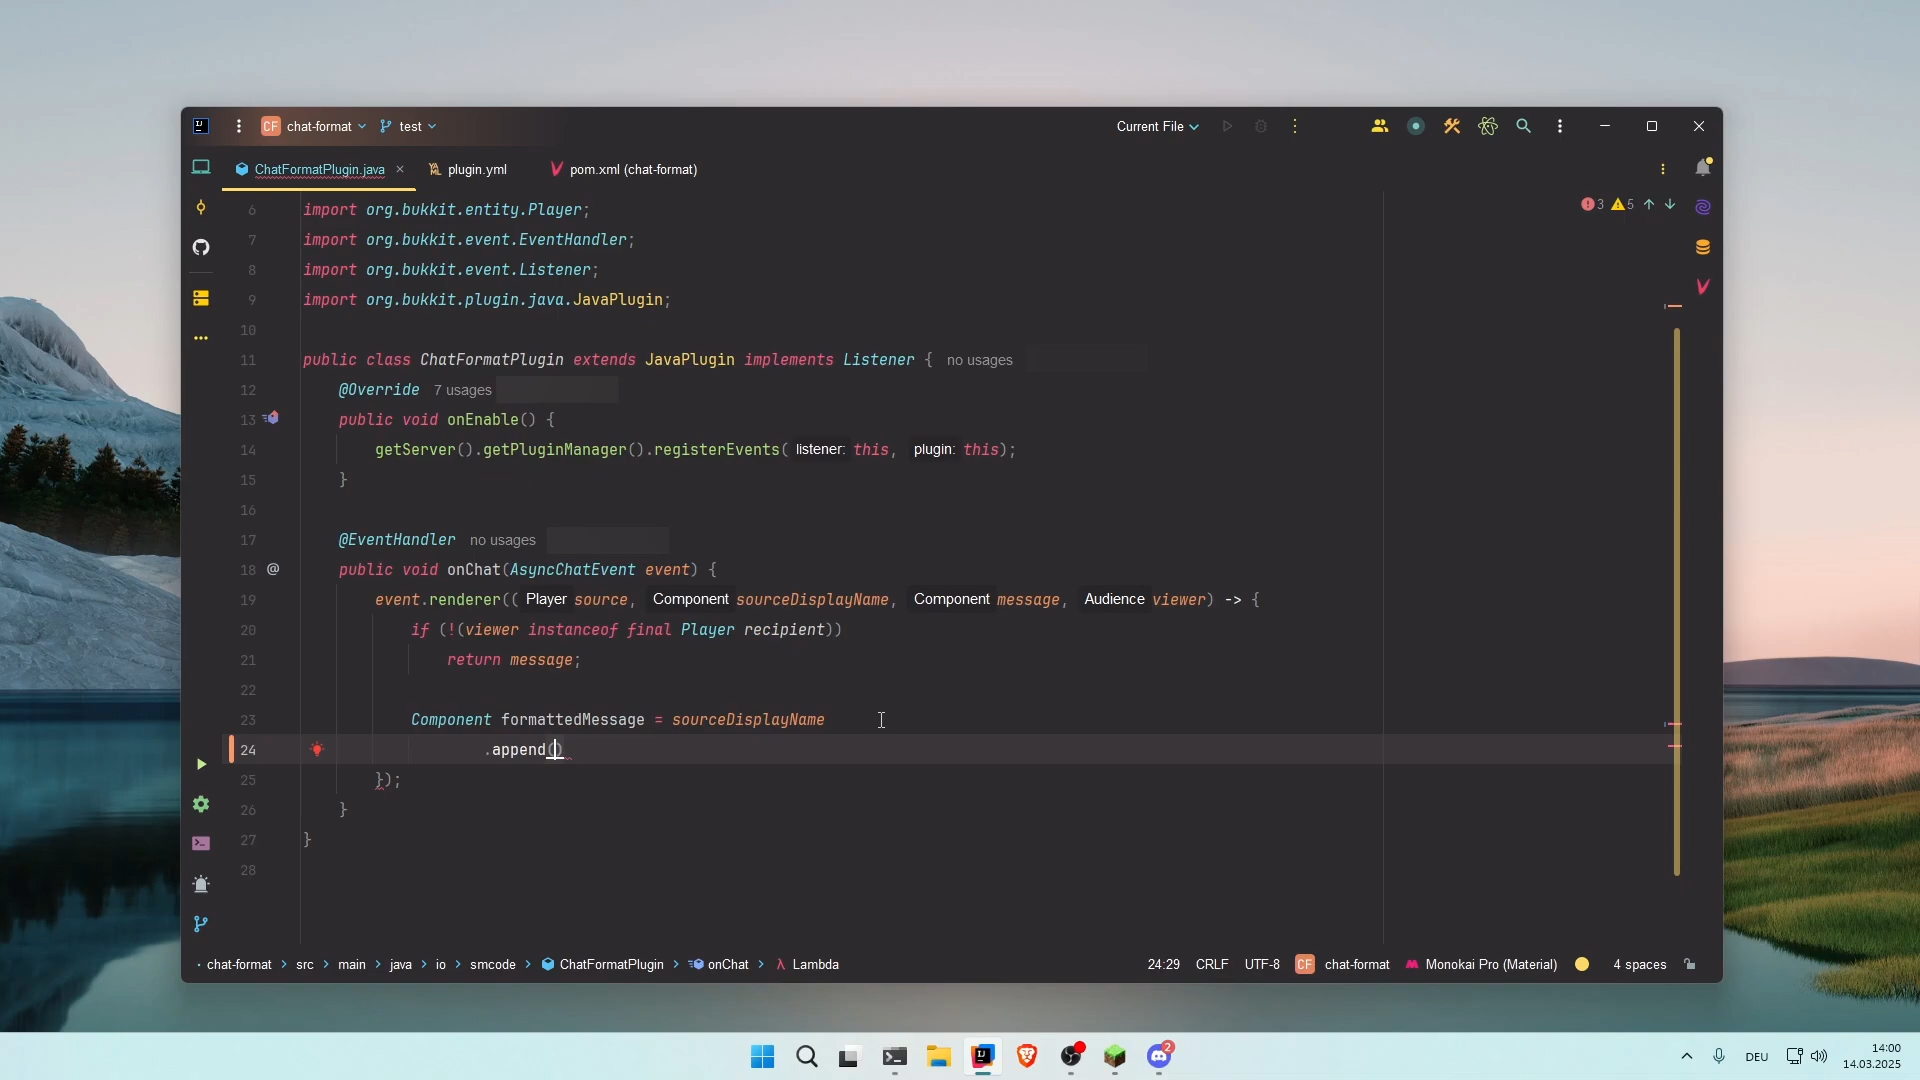 CF chat-format test Current File
ChatFormatPlugin.java plugin.yml pom.xml (chat-format)
3 5
6 import org.bukkit.entity.Player;
7 import org.bukkit.event.EventHandler;
8 import org.bukkit.event.Listener;
9 import org.bukkit.plugin.java.JavaPlugin;
10
11 public class ChatFormatPlugin extends JavaPlugin implements Listener { no usages
12 @Override 7 usages
13 public void onEnable() {
14 getServer().getPluginManager().registerEvents( listener: this, plugin: this);
15 }
16
17 @EventHandler no usages
18 @ public void onChat(AsyncChatEvent event) {
19 event.renderer(( Player source, Component sourceDisplayName, Component message, Audience viewer) -> {
20 if (!(viewer instanceof final Player recipient))
21 return message;
22
23 Component formattedMessage = sourceDisplayName
24 .append()
25 });
26 }
27 }
28
chat-format > src > main > java > io > smcode > ChatFormatPlugin > onChat > λ Lambda 24:29 CRLF UTF-8 CF chat-format Monokai Pro (Material) 4 spaces
2 DEU 14:00
14.03.2025